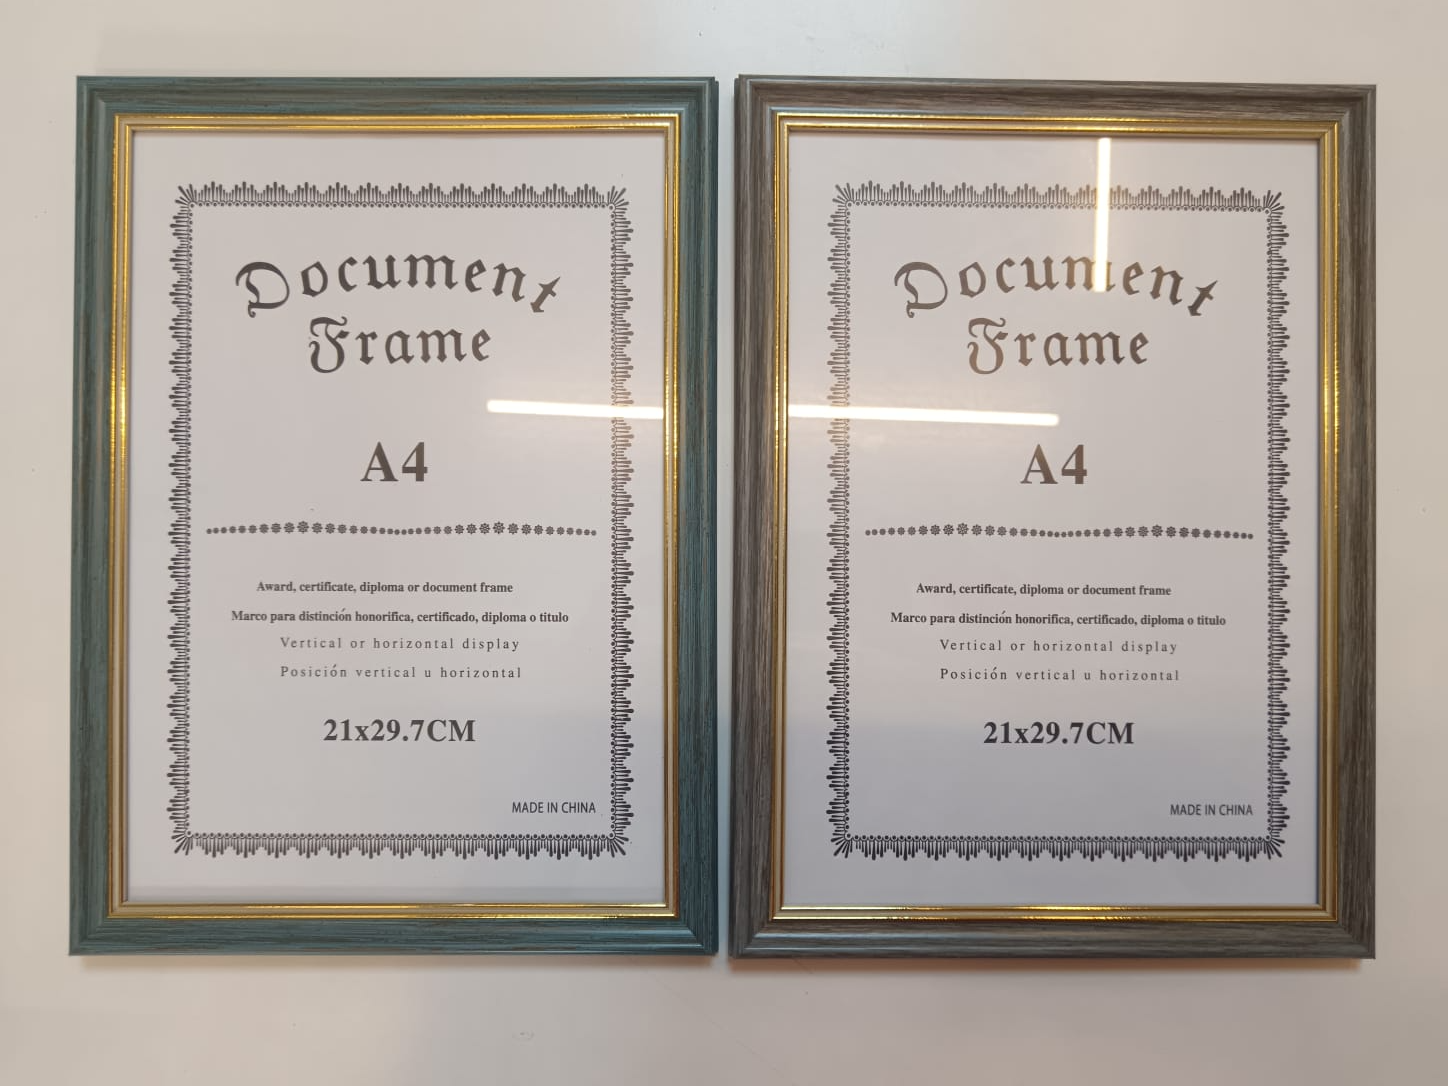 Document
Frame
A4
Award, certificate, diploma or document frame
Marco para distinción honorifica, certificado, diploma o titulo
Vertical or horizontal display
Posición vertical u horizontal
21x29.7CM
MADE IN CHINA
Document
Frame
A4
Award, certificate, diploma or document frame
Marco para distinción honorifica, certificado, diploma o titulo
Vertical or horizontal display
Posición vertical u horizontal
21x29.7CM
MADE IN CHINA